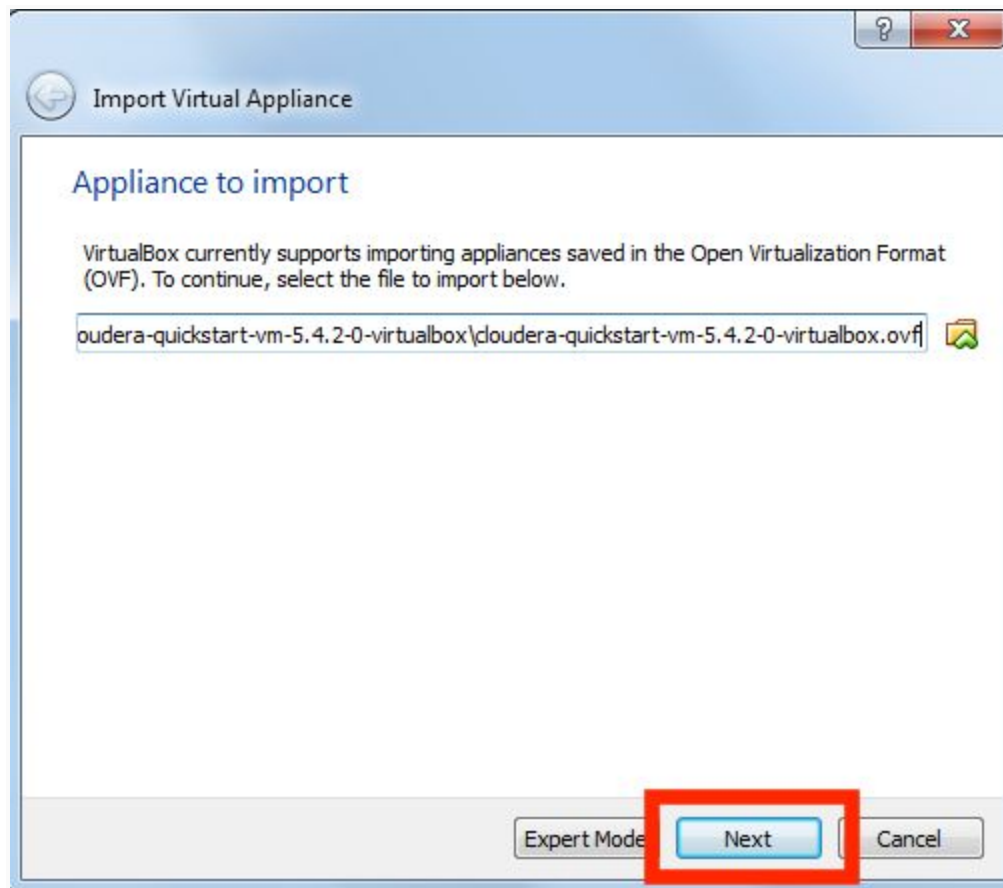 Import Virtual Appliance
Appliance to import
VirtualBox currently supports importing appliances saved in the Open Virtualization Format
(OVF). To continue, select the file to import below.
oudera-quickstart-vm-5.4.2-0-virtualbox\cloudera-quickstart-vm-5.4.2-0-virtualbox.ovf
Expert Mode Next Cancel